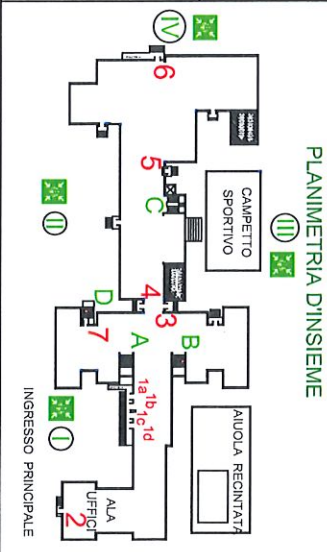 PLANIMETRIA D'INSIEME
IV
6
III
CAMPETTO
SPORTIVO
5
C
II
4
3
D
7
A
B
1a
1b
1c
1d
AIUOLA RECINTATA
I
ALA
UFFICI
2
INGRESSO PRINCIPALE